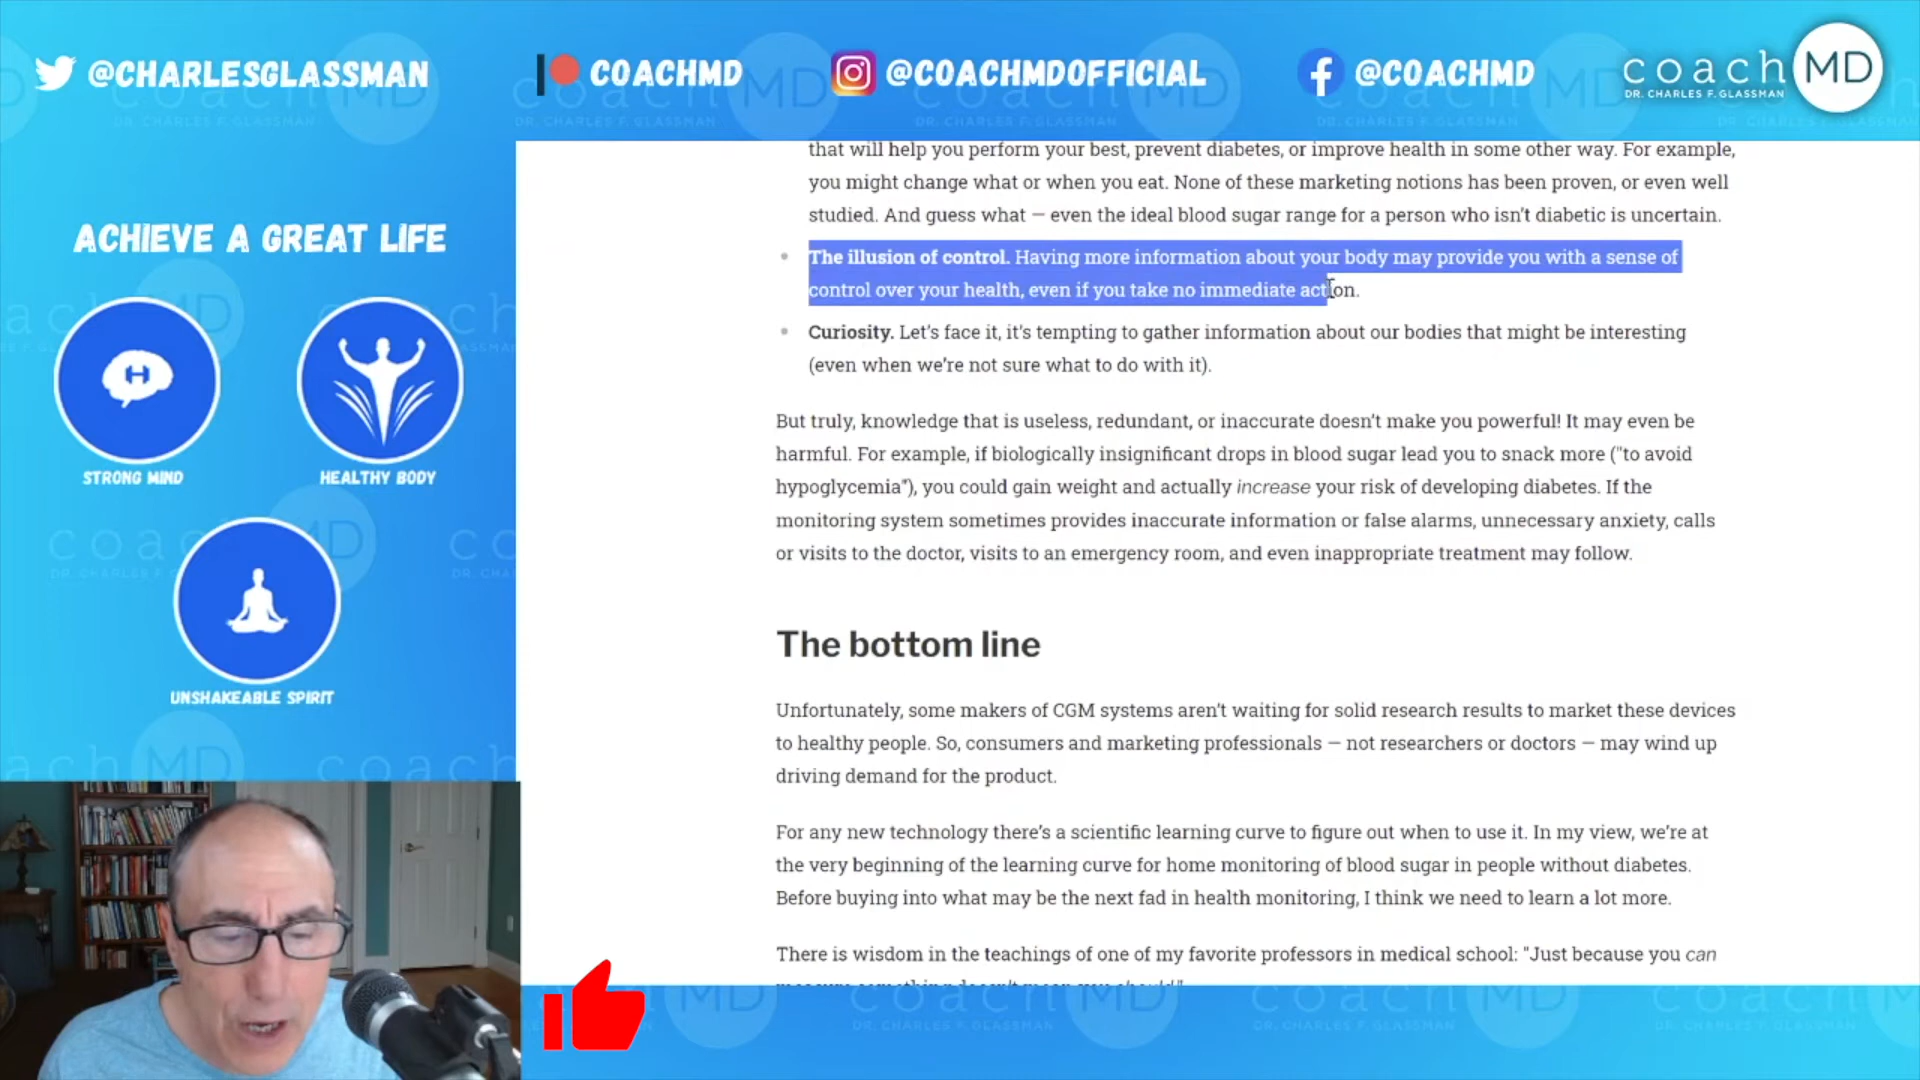 @CHARLESGLASSMAN
COACHMD
@COACHMDOFFICIAL
@COACHMD
coach MD
DR. CHARLES F. GLASSMAN
ACHIEVE A GREAT LIFE
STRONG MIND
HEALTHY BODY
UNSHAKEABLE SPIRIT
that will help you perform your best, prevent diabetes, or improve health in some other way. For example,
you might change what or when you eat. None of these marketing notions has been proven, or even well
studied. And guess what — even the ideal blood sugar range for a person who isn't diabetic is uncertain.
The illusion of control. Having more information about your body may provide you with a sense of
control over your health, even if you take no immediate action.
Curiosity. Let's face it, it's tempting to gather information about our bodies that might be interesting
(even when we're not sure what to do with it).
But truly, knowledge that is useless, redundant, or inaccurate doesn't make you powerful! It may even be
harmful. For example, if biologically insignificant drops in blood sugar lead you to snack more ("to avoid
hypoglycemia"), you could gain weight and actually increase your risk of developing diabetes. If the
monitoring system sometimes provides inaccurate information or false alarms, unnecessary anxiety, calls
or visits to the doctor, visits to an emergency room, and even inappropriate treatment may follow.
The bottom line
Unfortunately, some makers of CGM systems aren't waiting for solid research results to market these devices
to healthy people. So, consumers and marketing professionals — not researchers or doctors — may wind up
driving demand for the product.
For any new technology there's a scientific learning curve to figure out when to use it. In my view, we're at
the very beginning of the learning curve for home monitoring of blood sugar in people without diabetes.
Before buying into what may be the next fad in health monitoring, I think we need to learn a lot more.
There is wisdom in the teachings of one of my favorite professors in medical school: "Just because you can